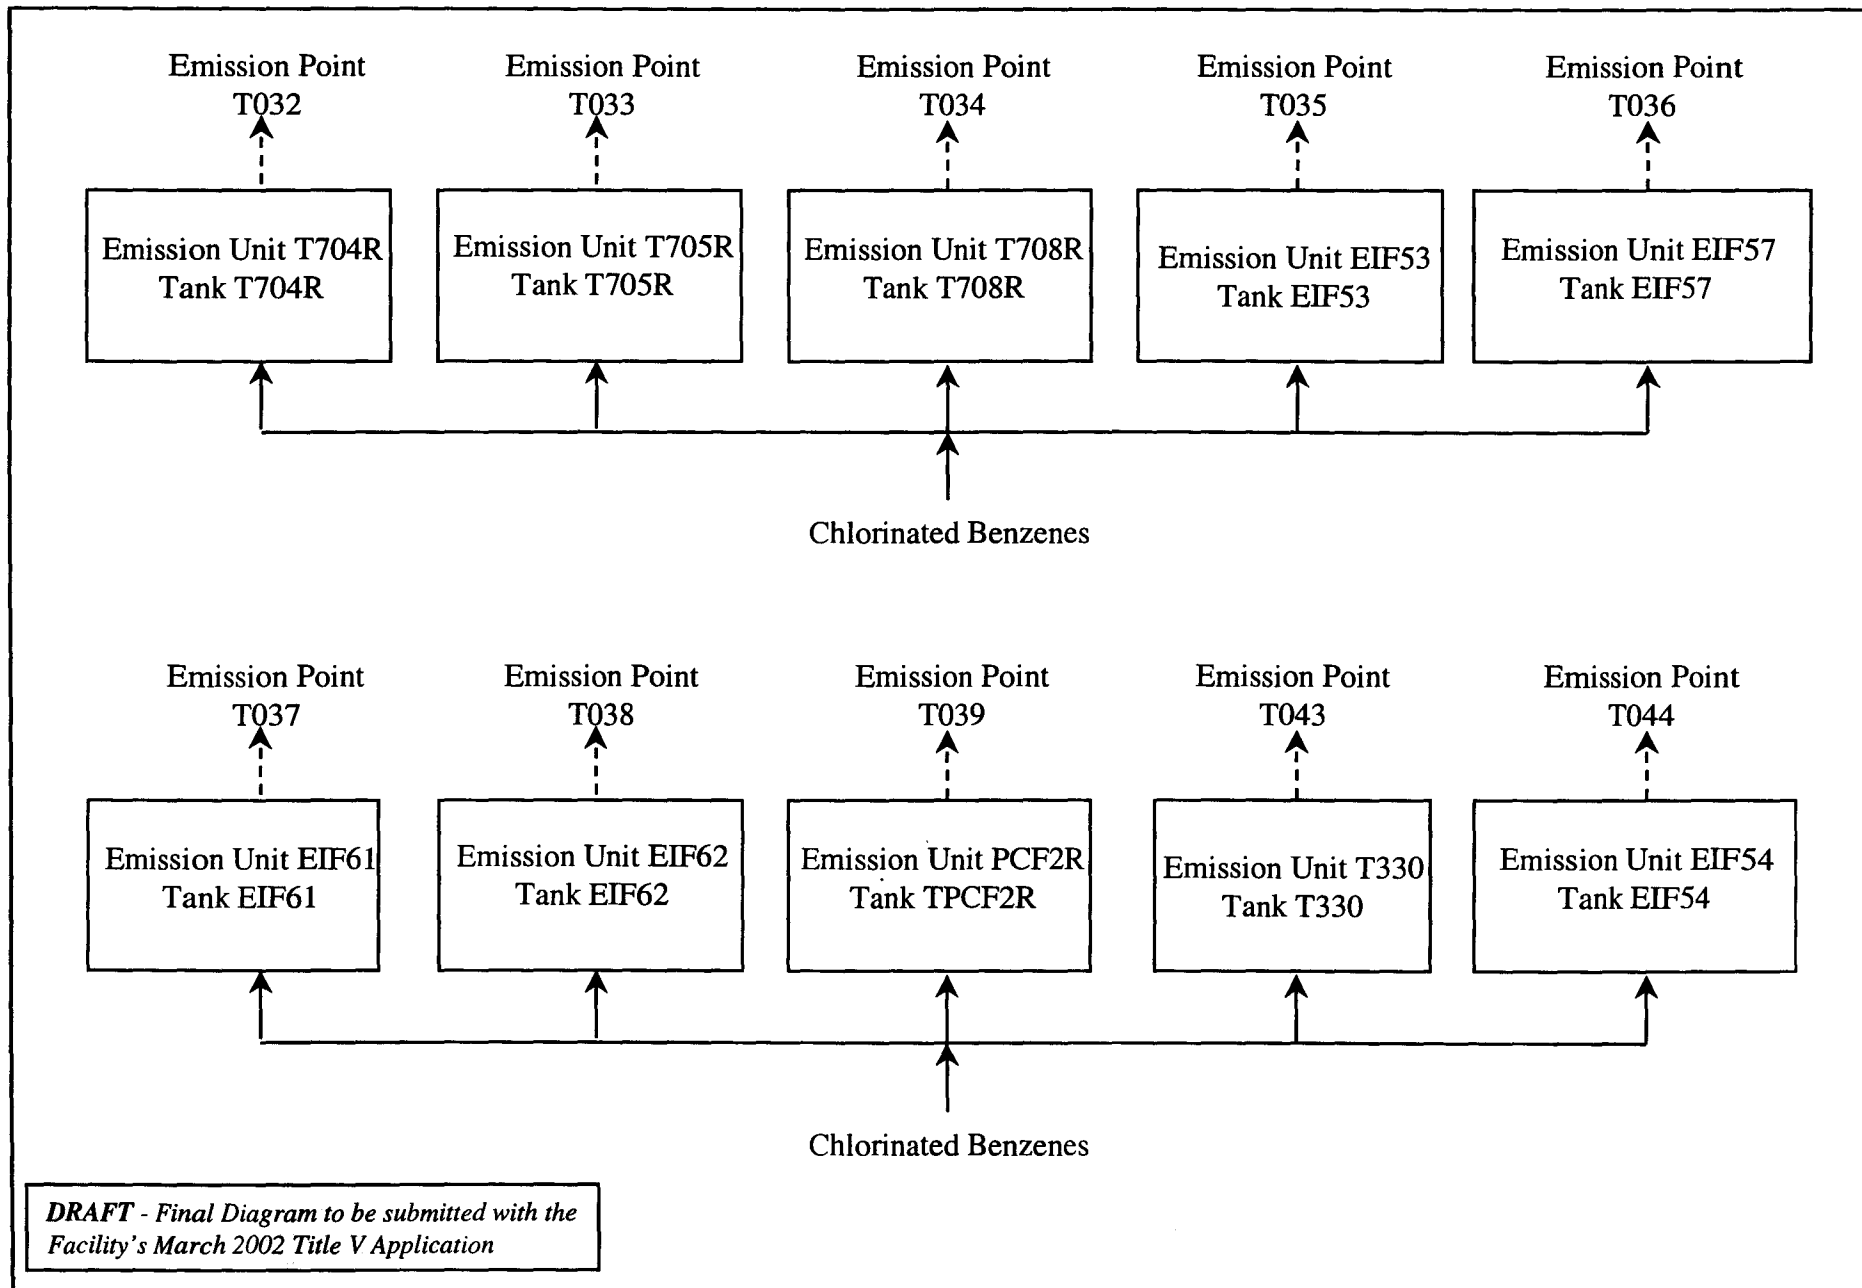 Emission Point
T032
Emission Point
T033
Emission Point
T034
Emission Point
T035
Emission Point
T036
Emission Unit T704R
Tank T704R
Emission Unit T705R
Tank T705R
Emission Unit T708R
Tank T708R
Emission Unit EIF53
Tank EIF53
Emission Unit EIF57
Tank EIF57
Chlorinated Benzenes
Emission Point
T037
Emission Point
T038
Emission Point
T039
Emission Point
T043
Emission Point
T044
Emission Unit EIF61
Tank EIF61
Emission Unit EIF62
Tank EIF62
Emission Unit PCF2R
Tank TPCF2R
Emission Unit T330
Tank T330
Emission Unit EIF54
Tank EIF54
Chlorinated Benzenes
DRAFT - Final Diagram to be submitted with the
Facility's March 2002 Title V Application